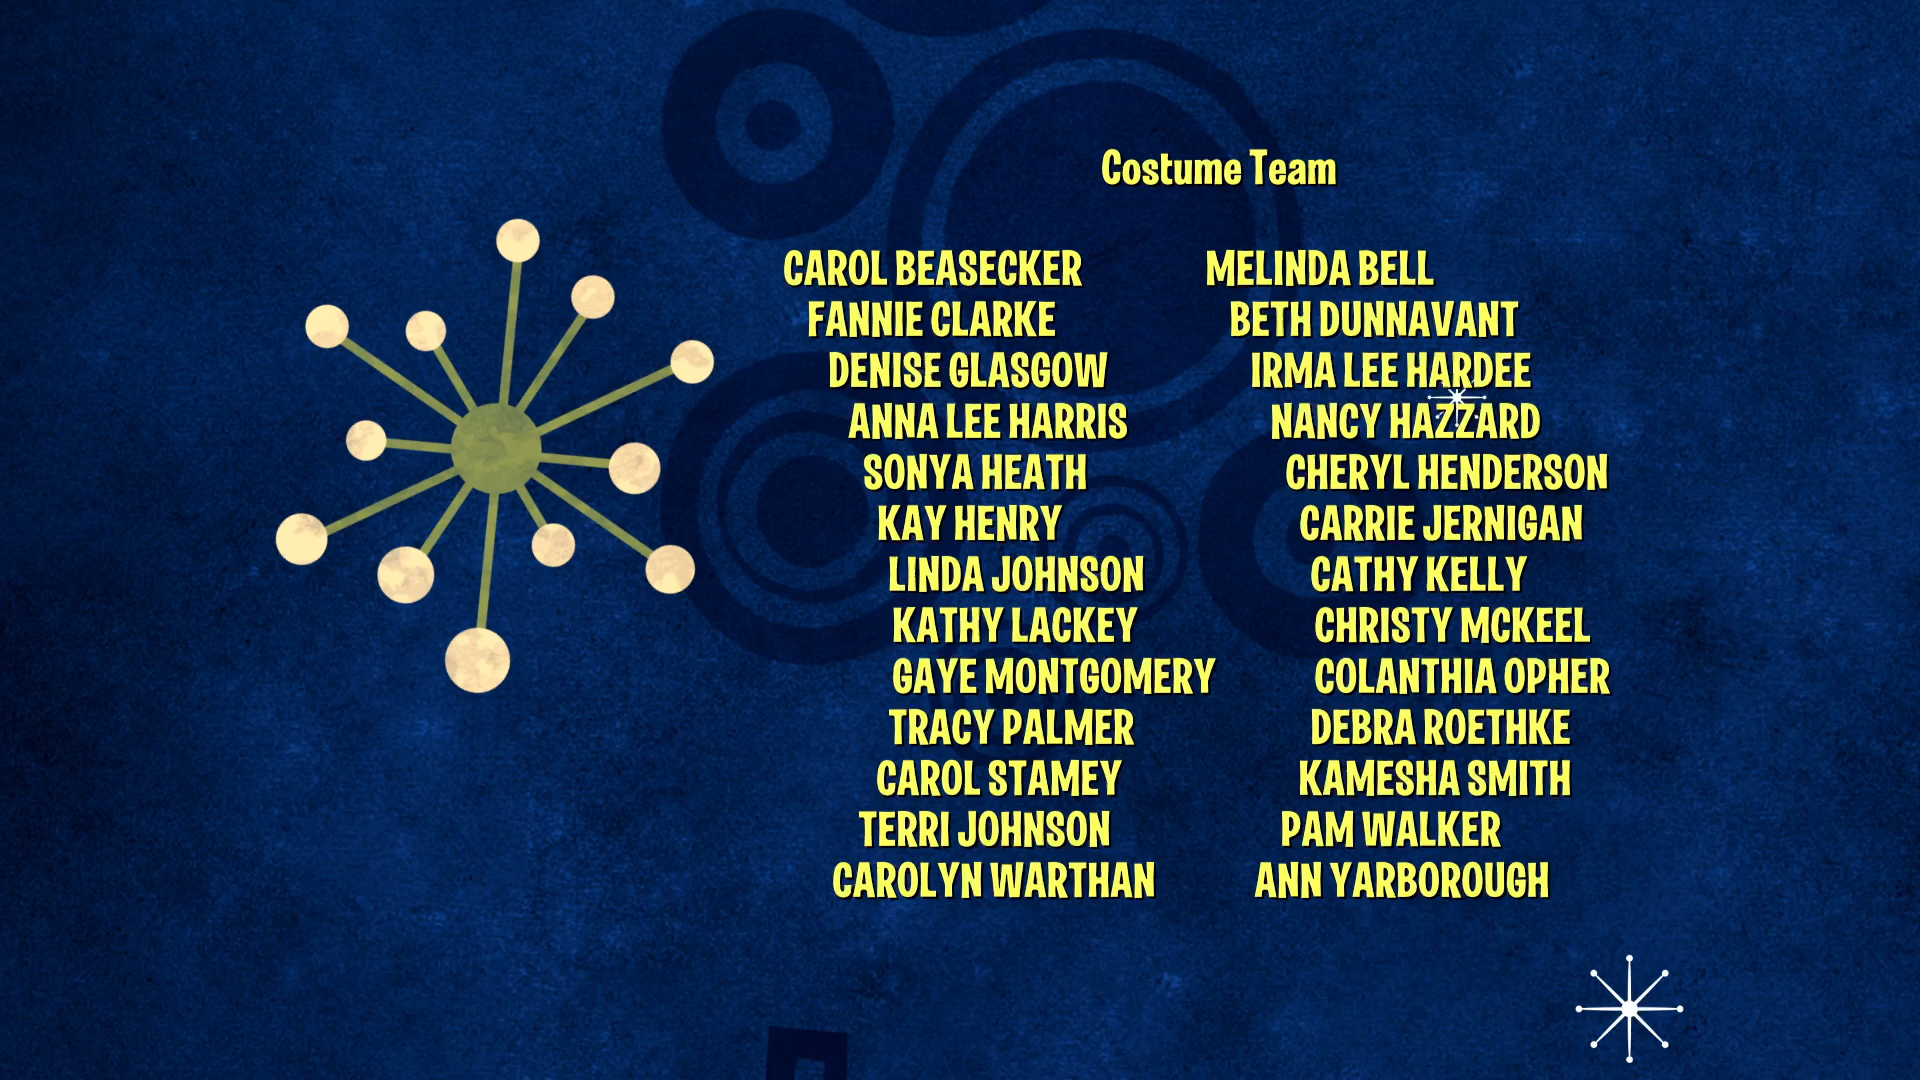 Costume Team
CAROL BEASECKER MELINDA BELL
FANNIE CLARKE BETH DUNNAVANT
DENISE GLASGOW IRMA LEE HARDEE
ANNA LEE HARRIS NANCY HAZZARD
SONYA HEATH CHERYL HENDERSON
KAY HENRY CARRIE JERNIGAN
LINDA JOHNSON CATHY KELLY
KATHY LACKEY CHRISTY MCKEEL
GAYE MONTGOMERY COLANTHIA OPHER
TRACY PALMER DEBRA ROETHKE
CAROL STAMEY KAMESHA SMITH
TERRI JOHNSON PAM WALKER
CAROLYN WARTHAN ANN YARBOROUGH